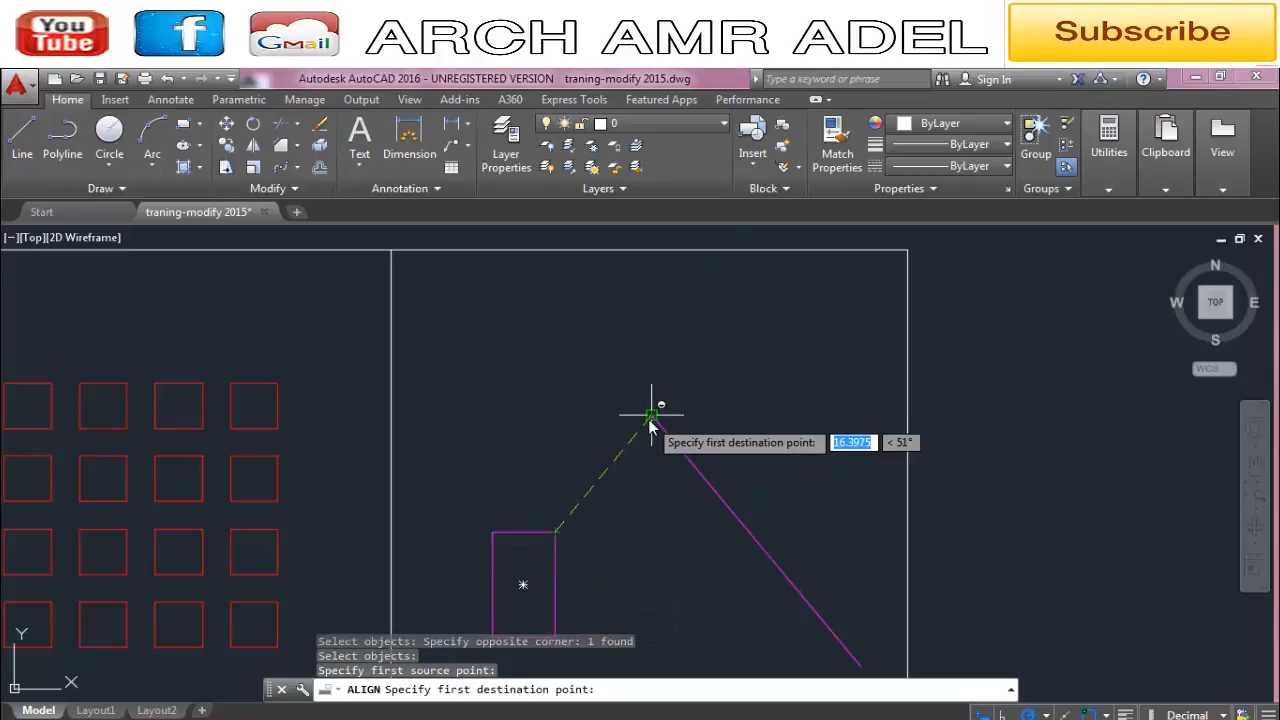 You
Tube
f
Gmail
ARCH AMR ADEL
Subscribe
Autodesk AutoCAD 2016 - UNREGISTERED VERSION traning-modify 2015.dwg
Type a keyword or phrase
Sign In
Home Insert Annotate Parametric Manage Output View Add-ins A360 Express Tools Featured Apps Performance
0
ByLayer
ByLayer
ByLayer
Line Polyline Circle Arc
Text Dimension
Layer
Properties
Insert
Match
Properties
Group
Utilities Clipboard View
Draw Modify Annotation Layers Block Properties Groups
Start traning-modify 2015*
[−][Top][2D Wireframe]
N
W TOP E
S
WCS
Specify first destination point: 16.3975 < 51°
Y
X
Select objects: Specify opposite corner: 1 found
Select objects:
Specify first source point:
ALIGN Specify first destination point:
Model Layout1 Layout2 +
Decimal